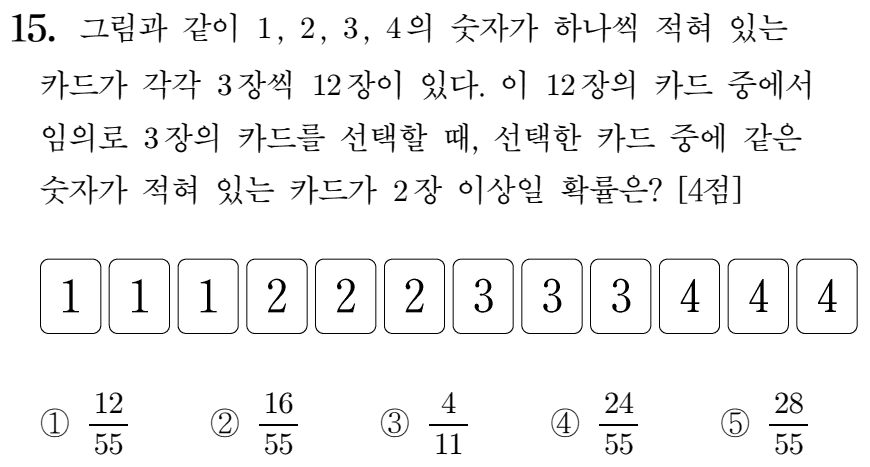 15. 그림과 같이 1, 2, 3, 4의 숫자가 하나씩 적혀 있는
카드가 각각 3장씩 12장이 있다. 이 12장의 카드 중에서
임의로 3장의 카드를 선택할 때, 선택한 카드 중에 같은
숫자가 적혀 있는 카드가 2장 이상일 확률은? [4점]
1 1 1 2 2 2 3 3 3 4 4 4
① 12/55 ② 16/55 ③ 4/11 ④ 24/55 ⑤ 28/55